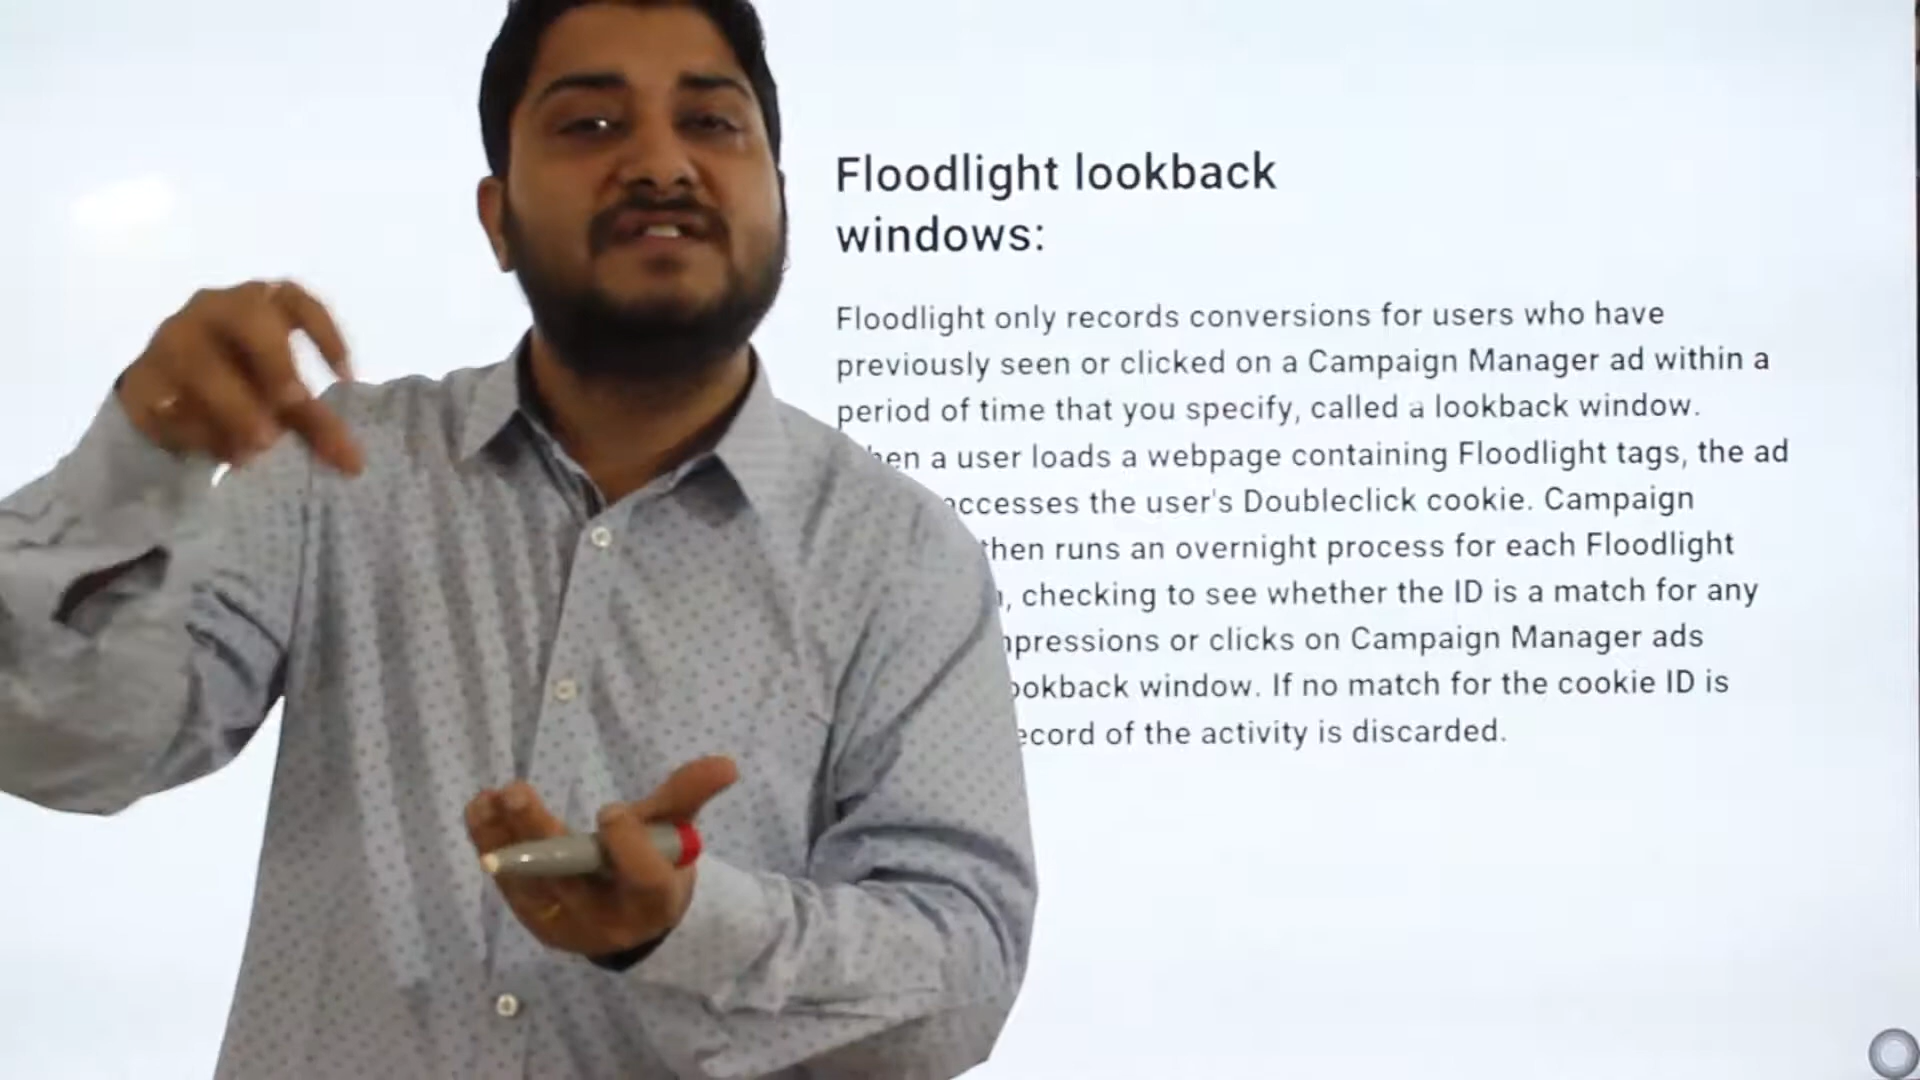 Floodlight lookback
windows:
Floodlight only records conversions for users who have
previously seen or clicked on a Campaign Manager ad within a
period of time that you specify, called a lookback window.
a user loads a webpage containing Floodlight tags, the ad
the user's Doubleclick cookie. Campaign
then runs an overnight process for each Floodlight
checking to see whether the ID is a match for any
or clicks on Campaign Manager ads
window. If no match for the cookie ID is
of the activity is discarded.